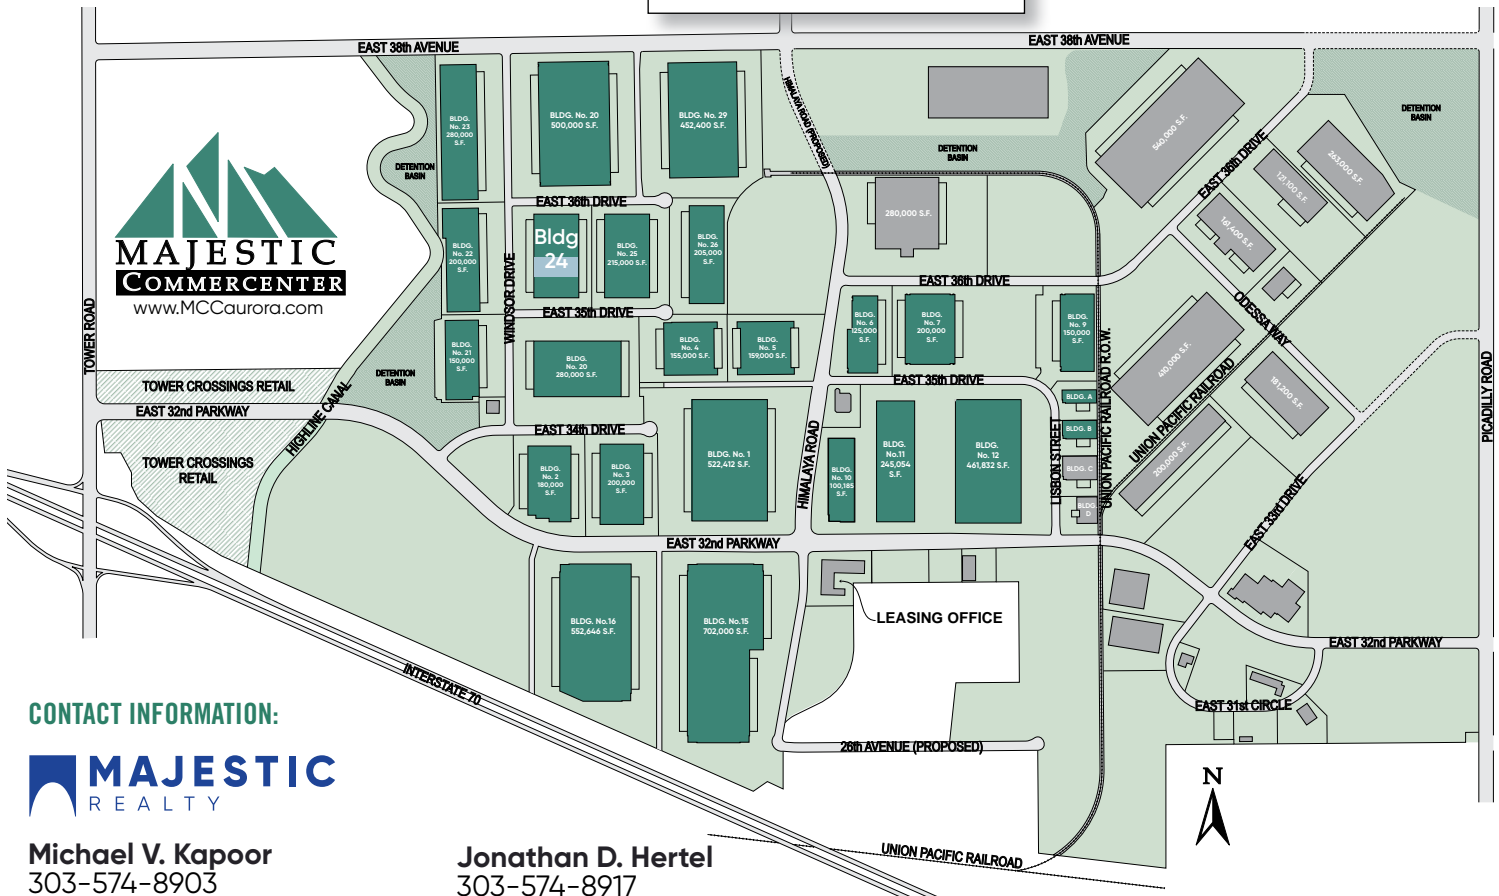 EAST 38th AVENUE
EAST 38th AVENUE
BLDG.
No. 23
280,000
S.F.
BLDG. No. 20
500,000 S.F.
BLDG. No. 29
452,400 S.F.
HIMALAYA ROAD (PROPOSED)
540,000 S.F.
DETENTION
BASIN
DETENTION
BASIN
DETENTION
BASIN
EAST 36th DRIVE
263,000 S.F.
121,100 S.F.
161,400 S.F.
MAJESTIC
COMMERCENTER
www.MCCaurora.com
EAST 36th DRIVE
BLDG.
No. 22
200,000
S.F.
Bldg
24
BLDG.
No. 25
215,000 S.F.
BLDG.
No. 26
205,000
S.F.
280,000 S.F.
WINDSOR DRIVE
EAST 36th DRIVE
EAST 35th DRIVE
ODESSA WAY
TOWER ROAD
BLDG.
No. 21
150,000
S.F.
BLDG.
No. 20
280,000 S.F.
BLDG.
No. 4
155,000 S.F.
BLDG.
No. 5
159,000 S.F.
BLDG.
No. 6
125,000
S.F.
BLDG.
No. 7
200,000
S.F.
BLDG.
No. 9
150,000
S.F.
UNION PACIFIC RAILROAD R.O.W.
410,000 S.F.
181,200 S.F.
PICADILLY ROAD
DETENTION
BASIN
TOWER CROSSINGS RETAIL
EAST 35th DRIVE
BLDG. A
BLDG. B
BLDG. C
BLDG.
D
EAST 32nd PARKWAY
HIGHLINE CANAL
EAST 34th DRIVE
TOWER CROSSINGS
RETAIL
BLDG.
No. 2
180,000
S.F.
BLDG.
No. 3
200,000
S.F.
BLDG. No. 1
522,412 S.F.
HIMALAYA ROAD
BLDG.
No. 10
100,185
S.F.
BLDG.
No.11
245,054
S.F.
BLDG.
No. 12
461,832 S.F.
LISBON STREET
UNION PACIFIC RAILROAD
200,000 S.F.
EAST 33rd DRIVE
EAST 32nd PARKWAY
BLDG. No.16
552,646 S.F.
BLDG. No.15
702,000 S.F.
LEASING OFFICE
EAST 32nd PARKWAY
INTERSTATE 70
EAST 31st CIRCLE
26th AVENUE (PROPOSED)
N
UNION PACIFIC RAILROAD
CONTACT INFORMATION:
MAJESTIC
REALTY
Michael V. Kapoor
303-574-8903
Jonathan D. Hertel
303-574-8917